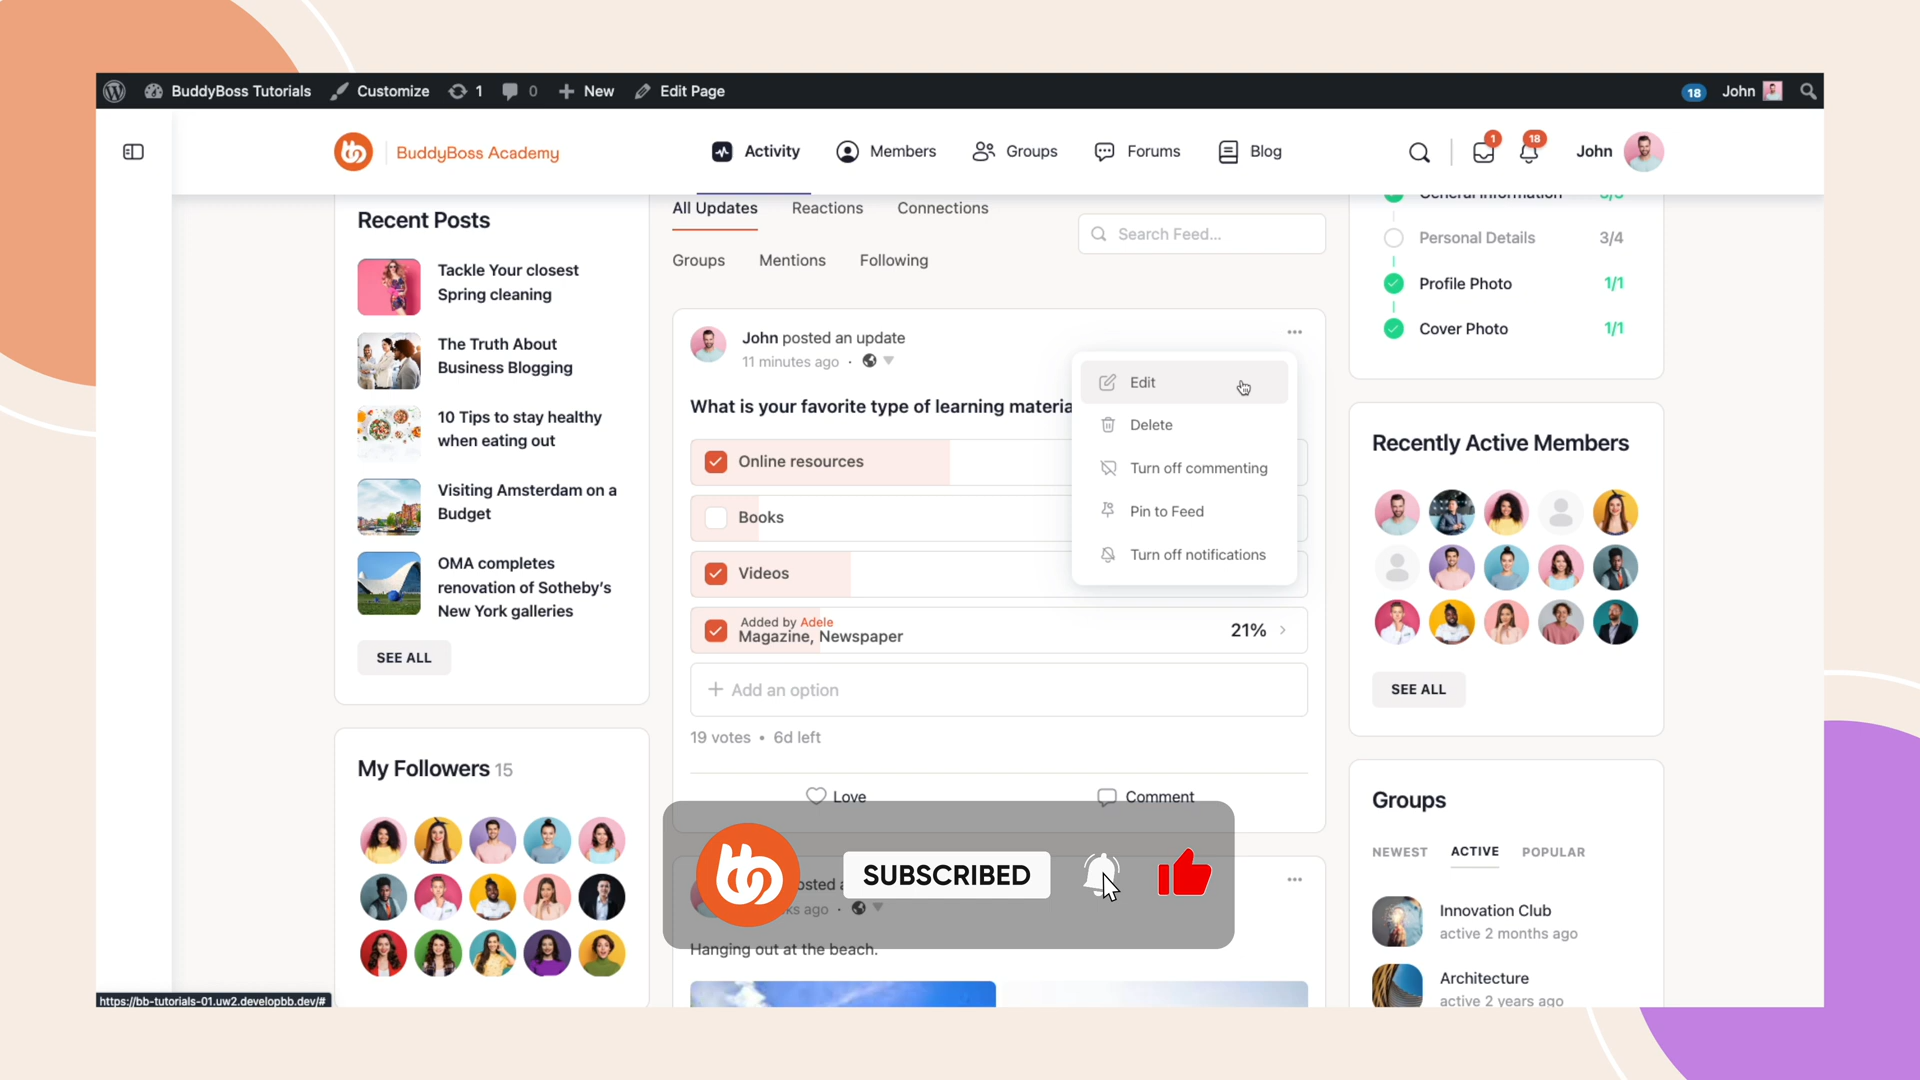 BuddyBoss Tutorials Customize 1 0 New Edit Page 18 John
BuddyBoss Academy Activity Members Groups Forums Blog 1 18 John
Recent Posts
Tackle Your closest
Spring cleaning
The Truth About
Business Blogging
10 Tips to stay healthy
when eating out
Visiting Amsterdam on a
Budget
OMA completes
renovation of Sotheby's
New York galleries
SEE ALL
My Followers 15
All Updates Reactions Connections
Search Feed...
Groups Mentions Following
John posted an update
11 minutes ago ·
What is your favorite type of learning materia
Online resources
Books
Videos
Added by Adele
Magazine, Newspaper
21%
+ Add an option
19 votes • 6d left
Love Comment
Edit
Delete
Turn off commenting
Pin to Feed
Turn off notifications
SUBSCRIBED
osted a
ks ago ·
Hanging out at the beach.
General Information
Personal Details 3/4
Profile Photo 1/1
Cover Photo 1/1
Recently Active Members
SEE ALL
Groups
NEWEST ACTIVE POPULAR
Innovation Club
active 2 months ago
Architecture
active 2 years ago
https://bb-tutorials-01.uw2.developbb.dev/#